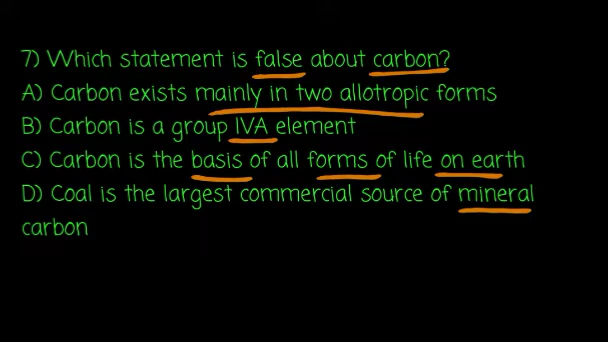 7) Which statement is false about carbon?
A) Carbon exists mainly in two allotropic forms
B) Carbon is a group IVA element
C) Carbon is the basis of all forms of life on earth
D) Coal is the largest commercial source of mineral
carbon